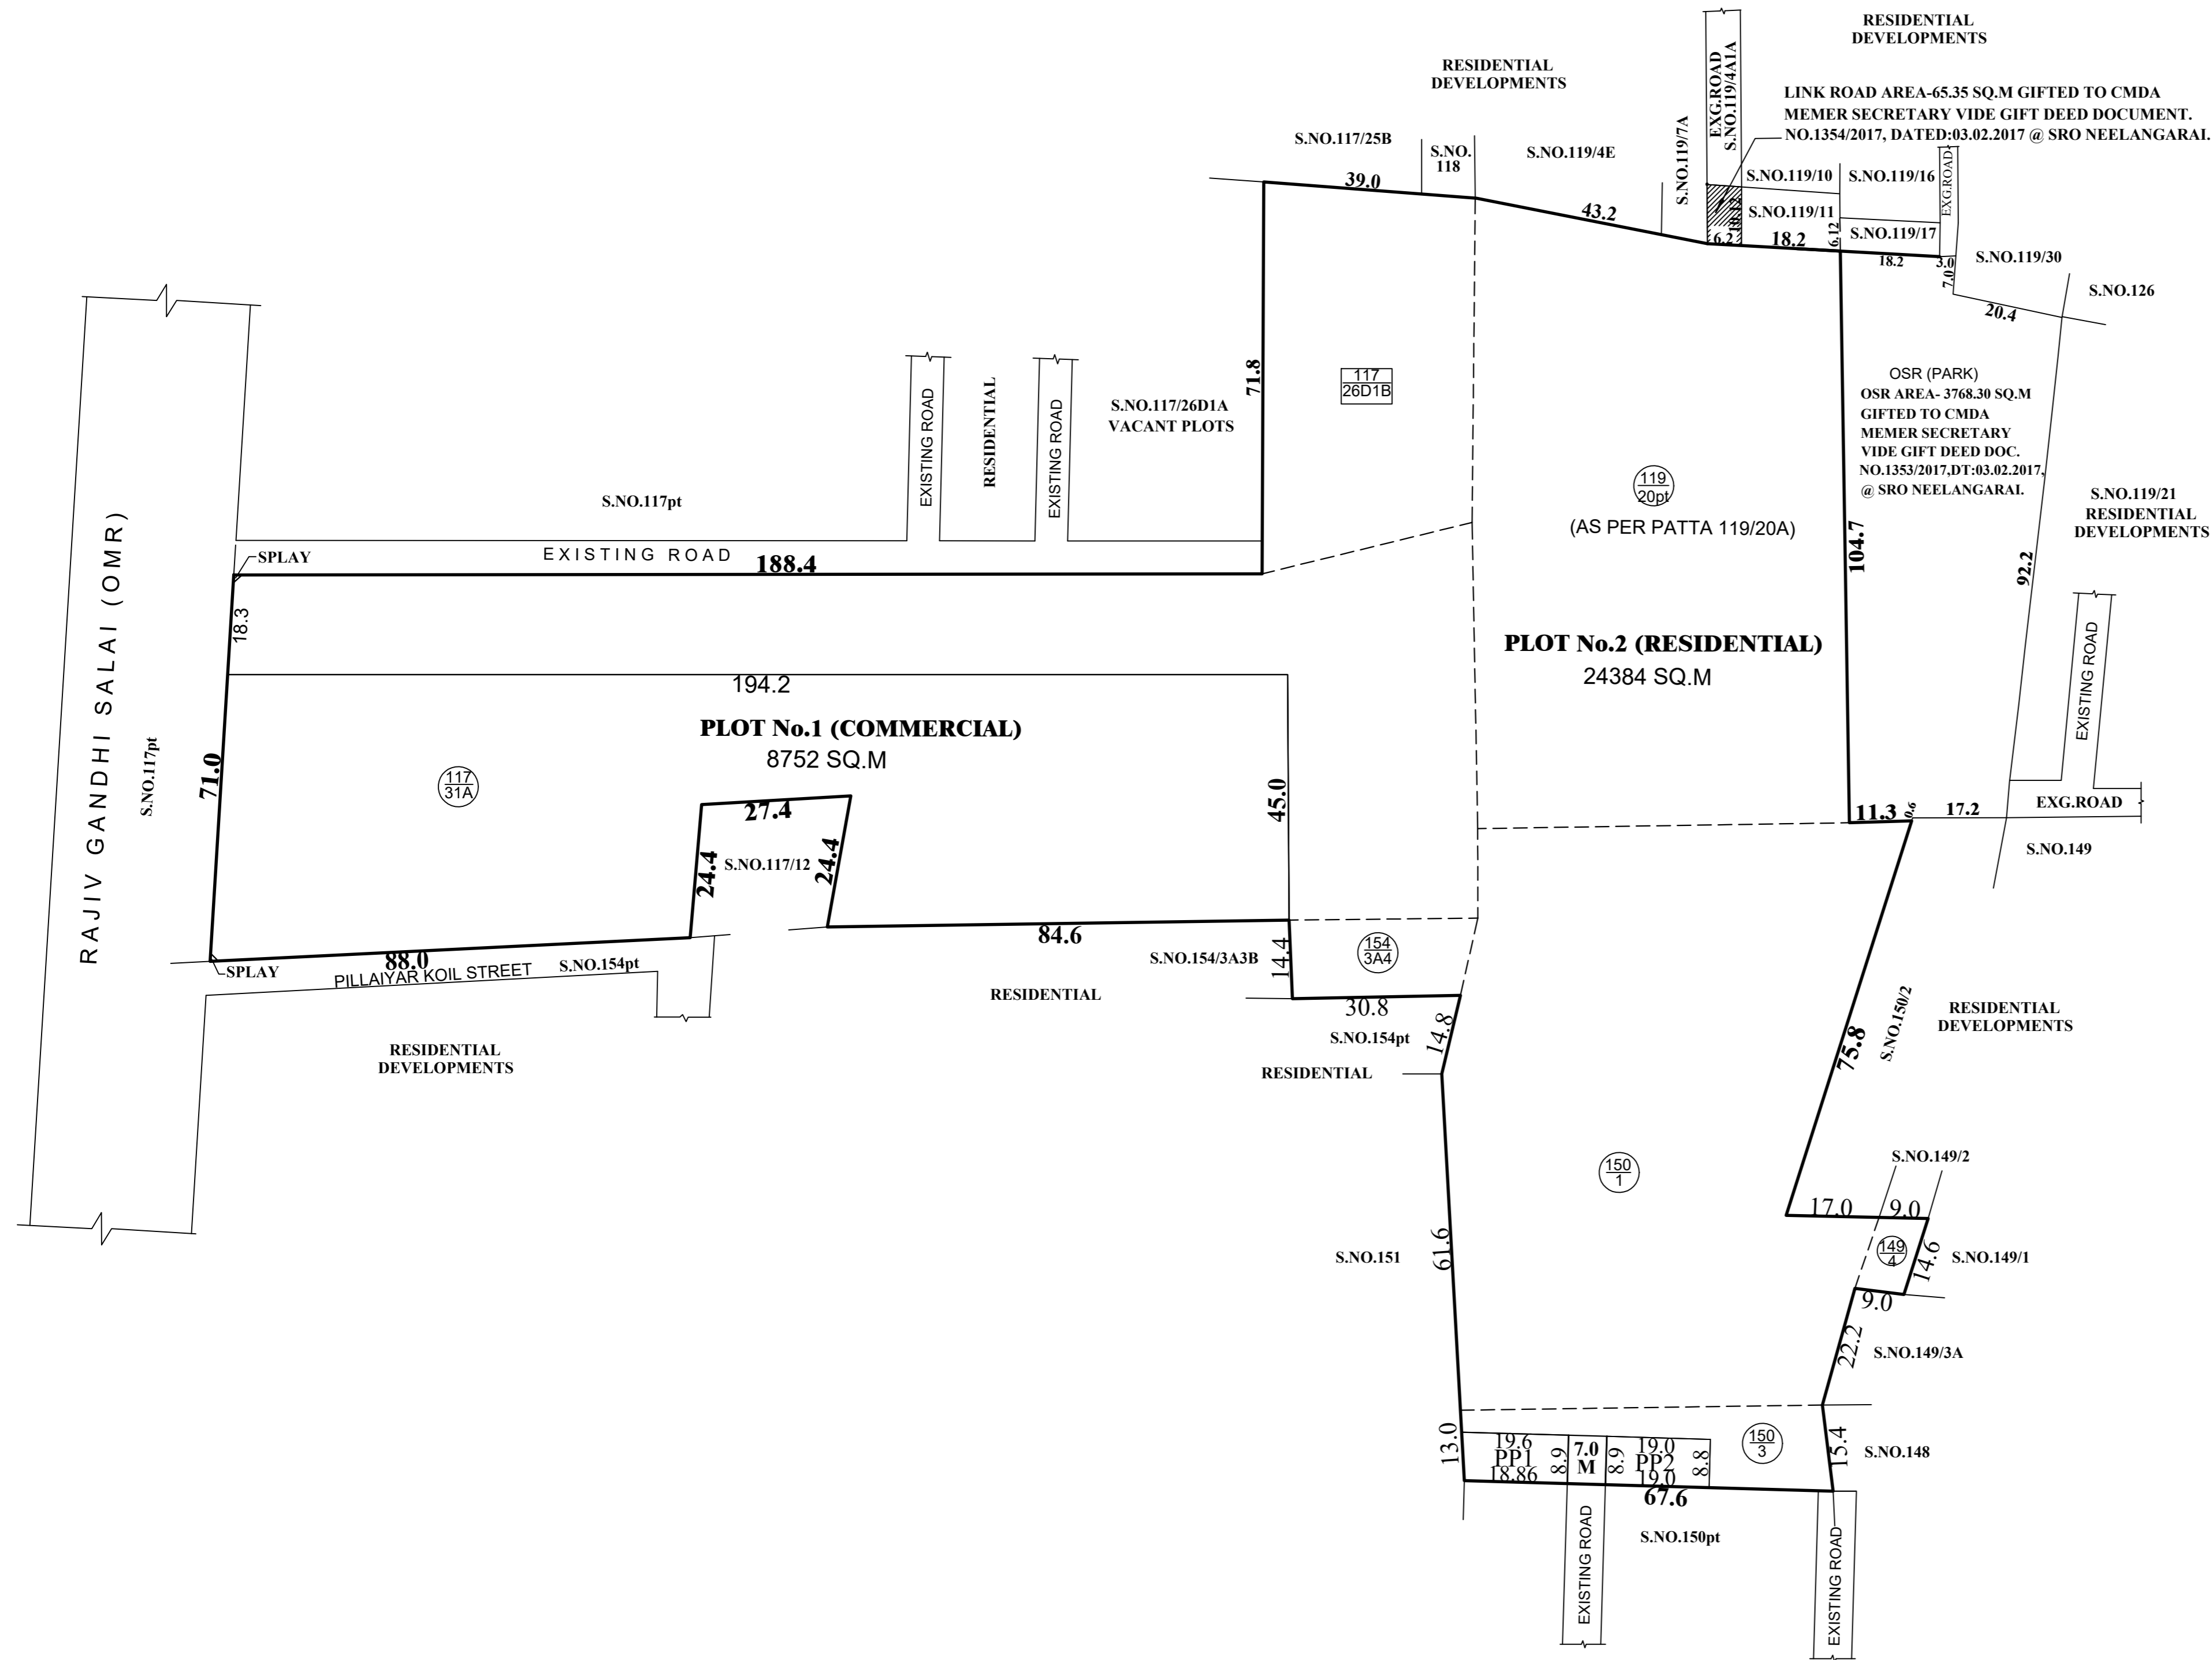 RESIDENTIAL
DEVELOPMENTS
RESIDENTIAL
DEVELOPMENTS
EXG.ROAD
S.NO.119/4A1A
LINK ROAD AREA-65.35 SQ.M GIFTED TO CMDA
MEMER SECRETARY VIDE GIFT DEED DOCUMENT.
NO.1354/2017, DATED:03.02.2017 @ SRO NEELANGARAI.
S.NO.117/25B
S.NO.
118
S.NO.119/4E
S.NO.119/7A
S.NO.119/10
S.NO.119/16
EXG.ROAD
39.0
43.2
10.12
S.NO.119/11
6.2
18.2
6.12
S.NO.119/17
18.2
3.0
7.0
S.NO.119/30
S.NO.126
20.4
71.8
117
26D1B
OSR (PARK)
OSR AREA- 3768.30 SQ.M
GIFTED TO CMDA
MEMER SECRETARY
VIDE GIFT DEED DOC.
NO.1353/2017,DT:03.02.2017,
@ SRO NEELANGARAI.
EXISTING ROAD
RESIDENTIAL
EXISTING ROAD
S.NO.117/26D1A
VACANT PLOTS
S.NO.117pt
119
20pt
(AS PER PATTA 119/20A)
104.7
92.2
S.NO.119/21
RESIDENTIAL
DEVELOPMENTS
SPLAY
EXISTING ROAD
188.4
18.3
RAJIV GANDHI SALAI (OMR)
S.NO.117pt
71.0
194.2
PLOT No.1 (COMMERCIAL)
8752 SQ.M
117
31A
PLOT No.2 (RESIDENTIAL)
24384 SQ.M
EXISTING ROAD
27.4
24.4
S.NO.117/12
24.4
45.0
11.3
0.6
17.2
EXG.ROAD
S.NO.149
88.0
84.6
SPLAY
PILLAIYAR KOIL STREET
S.NO.154pt
S.NO.154/3A3B
14.4
154
3A4
RESIDENTIAL
30.8
S.NO.154pt
14.8
RESIDENTIAL
RESIDENTIAL
DEVELOPMENTS
75.8
S.NO.150/2
RESIDENTIAL
DEVELOPMENTS
150
1
S.NO.149/2
17.0
9.0
149
4
14.6
S.NO.149/1
S.NO.151
61.6
9.0
22.2
S.NO.149/3A
13.0
19.6
PP1
18.86
8.9
7.0
M
8.9
19.0
PP2
19.0
8.8
150
3
15.4
S.NO.148
67.6
S.NO.150pt
EXISTING ROAD
EXISTING ROAD